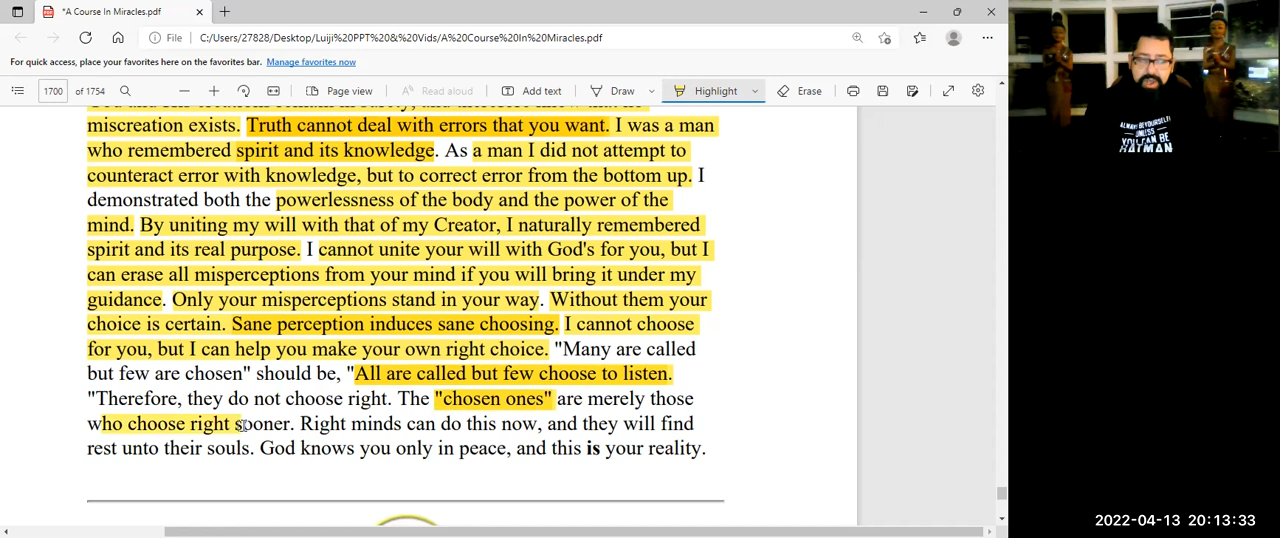 *A Course In Miracles.pdf
File C:/Users/27828/Desktop/Luiji%20PPT%20&%20Vids/A%20Course%20In%20Miracles.pdf
For quick access, place your favorites here on the favorites bar. Manage favorites now
1700 of 1754 Page view Read aloud Add text Draw Highlight Erase
miscreation exists. Truth cannot deal with errors that you want. I was a man
who remembered spirit and its knowledge. As a man I did not attempt to
counteract error with knowledge, but to correct error from the bottom up. I
demonstrated both the powerlessness of the body and the power of the
mind. By uniting my will with that of my Creator, I naturally remembered
spirit and its real purpose. I cannot unite your will with God's for you, but I
can erase all misperceptions from your mind if you will bring it under my
guidance. Only your misperceptions stand in your way. Without them your
choice is certain. Sane perception induces sane choosing. I cannot choose
for you, but I can help you make your own right choice. "Many are called
but few are chosen" should be, "All are called but few choose to listen.
"Therefore, they do not choose right. The "chosen ones" are merely those
who choose right sooner. Right minds can do this now, and they will find
rest unto their souls. God knows you only in peace, and this is your reality.
ALWAYS BE YOURSELF!
UNLESS
YOU CAN BE
BATMAN
2022-04-13 20:13:33